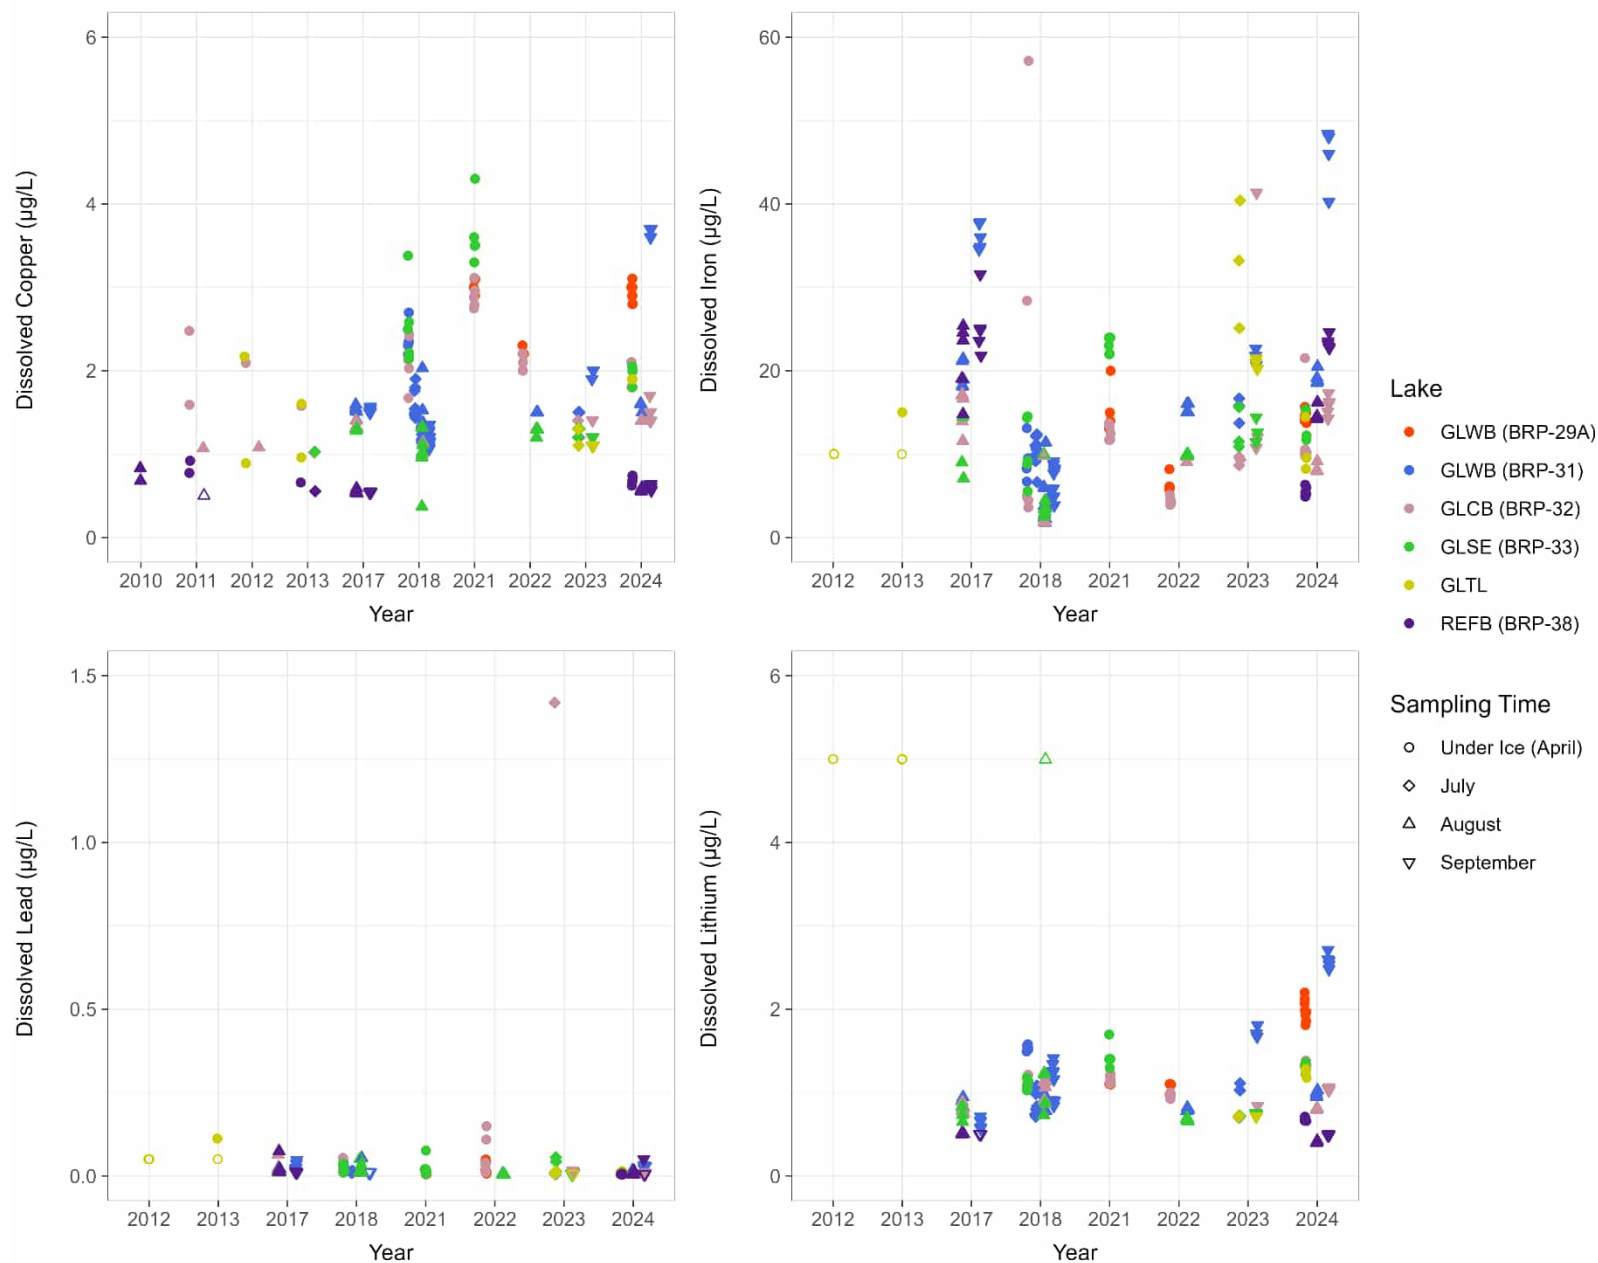 Dissolved Copper (µg/L)
6
4
2
0
2010 2011 2012 2013 2017 2018 2021 2022 2023 2024
Year
Dissolved Iron (µg/L)
60
40
20
0
2012 2013 2017 2018 2021 2022 2023 2024
Year
Dissolved Lead (µg/L)
1.5
1.0
0.5
0.0
2012 2013 2017 2018 2021 2022 2023 2024
Year
Dissolved Lithium (µg/L)
6
4
2
0
2012 2013 2017 2018 2021 2022 2023 2024
Year
Lake
GLWB (BRP-29A)
GLWB (BRP-31)
GLCB (BRP-32)
GLSE (BRP-33)
GLTL
REFB (BRP-38)
Sampling Time
Under Ice (April)
July
August
September